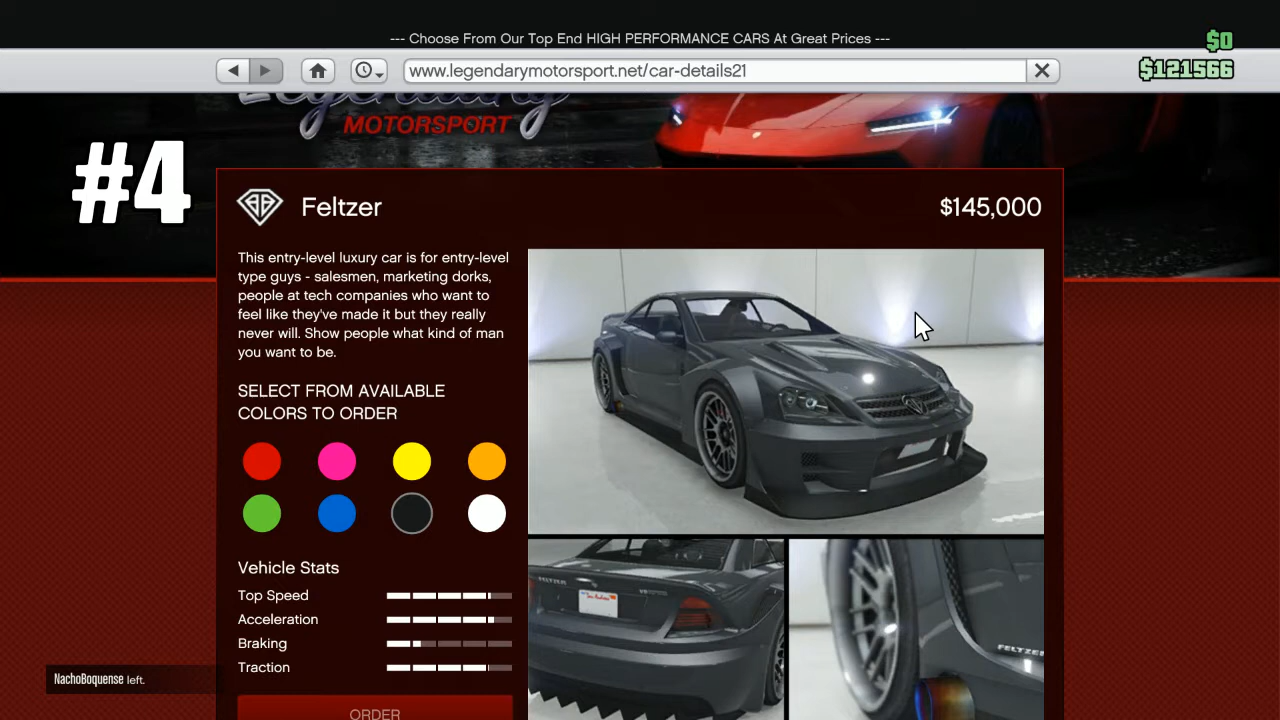 --- Choose From Our Top End HIGH PERFORMANCE CARS At Great Prices ---
$0
www.legendarymotorsport.net/car-details21
$121566
Legendary
MOTORSPORT
#4
Feltzer
$145,000
This entry-level luxury car is for entry-level
type guys - salesmen, marketing dorks,
people at tech companies who want to
feel like they've made it but they really
never will. Show people what kind of man
you want to be.
SELECT FROM AVAILABLE
COLORS TO ORDER
Vehicle Stats
Top Speed
Acceleration
Braking
Traction
ORDER
NachoBoquense left.
FELTZER
FELTZER